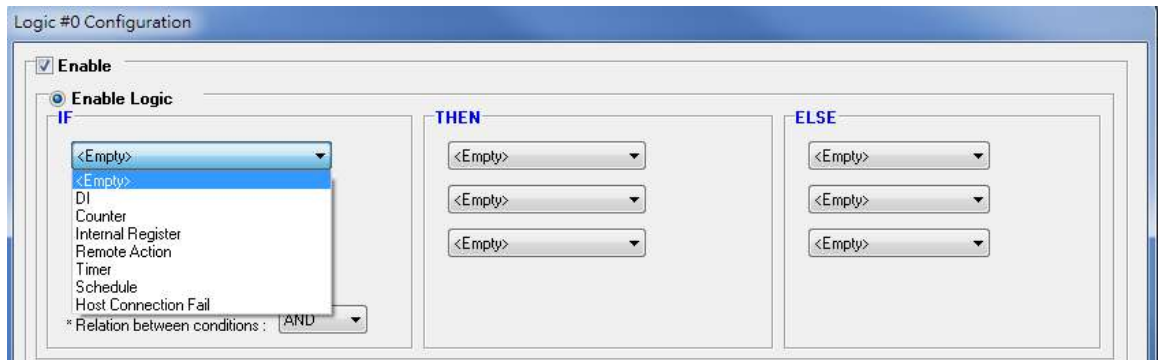 Logic #0 Configuration
Enable
Enable Logic
IF
<Empty>
<Empty>
DI
Counter
Internal Register
Remote Action
Timer
Schedule
Host Connection Fail
* Relation between conditions : AND
THEN
<Empty>
<Empty>
<Empty>
ELSE
<Empty>
<Empty>
<Empty>